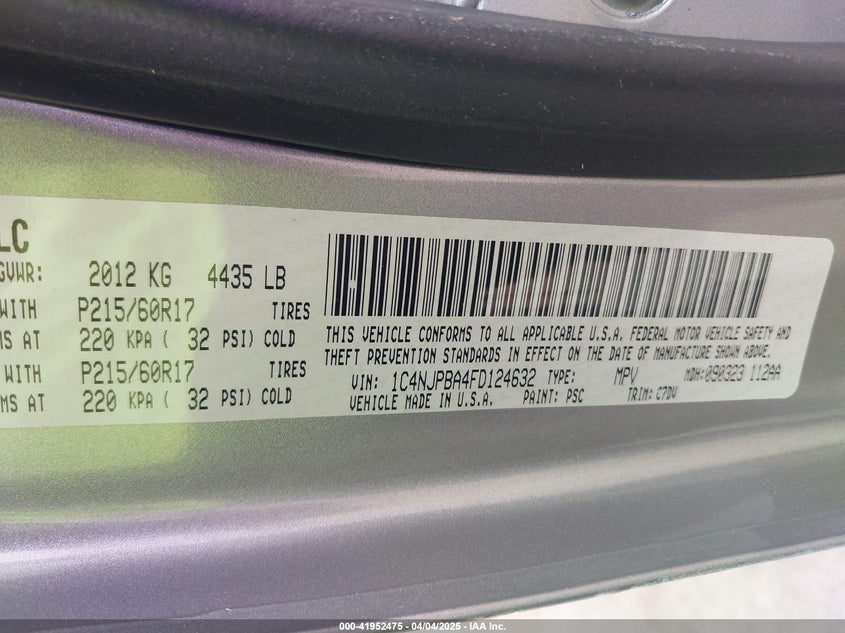 LC
GVWR: 2012 KG 4435 LB
WITH P215/60R17 TIRES
MS AT 220 KPA ( 32 PSI) COLD
WITH P215/60R17 TIRES
MS AT 220 KPA ( 32 PSI) COLD
THIS VEHICLE CONFORMS TO ALL APPLICABLE U.S.A. FEDERAL MOTOR VEHICLE SAFETY AND
THEFT PREVENTION STANDARDS IN EFFECT ON THE DATE OF MANUFACTURE SHOWN ABOVE.
VIN: 1C4NJPBA4FD124632 TYPE: MPV MDH: 090323 112AA
VEHICLE MADE IN U.S.A. PAINT: PSC TRIM: C7DV
000-41952475 - 04/04/2025 - IAA Inc.